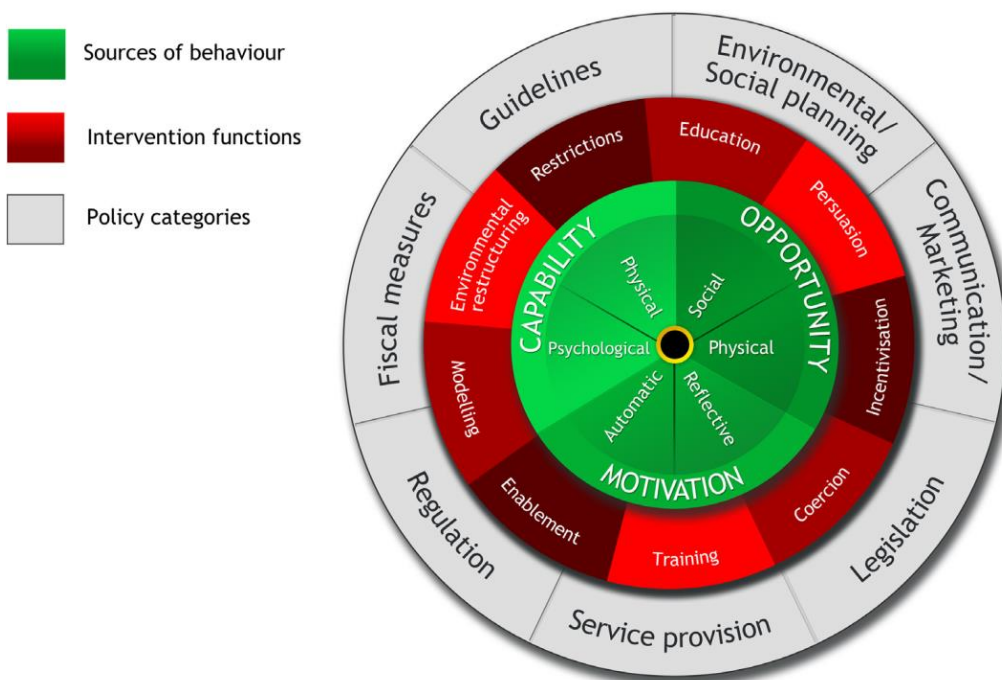 Sources of behaviour
Intervention functions
Policy categories
Guidelines
Environmental/
Social planning
Communication/
Marketing
Legislation
Service provision
Regulation
Fiscal measures
Restrictions
Education
Persuasion
Incentivisation
Coercion
Training
Enablement
Modelling
Environmental
restructuring
CAPABILITY
OPPORTUNITY
MOTIVATION
Physical
Social
Physical
Reflective
Automatic
Psychological